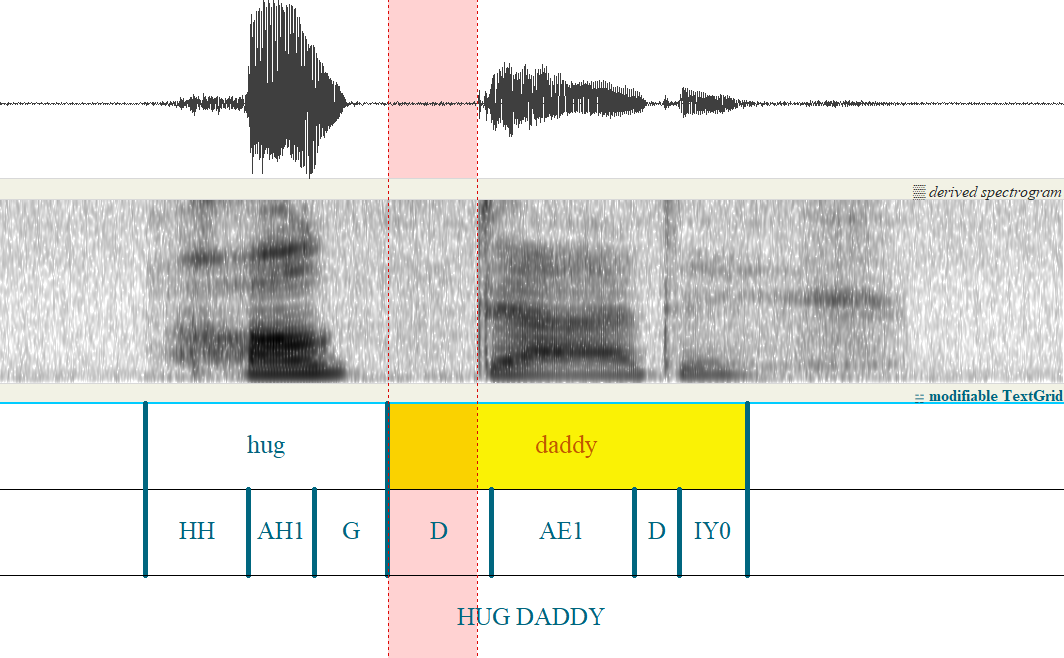 derived spectrogram
modifiable TextGrid
hug daddy
HH AH1 G D AE1 D IY0
HUG DADDY